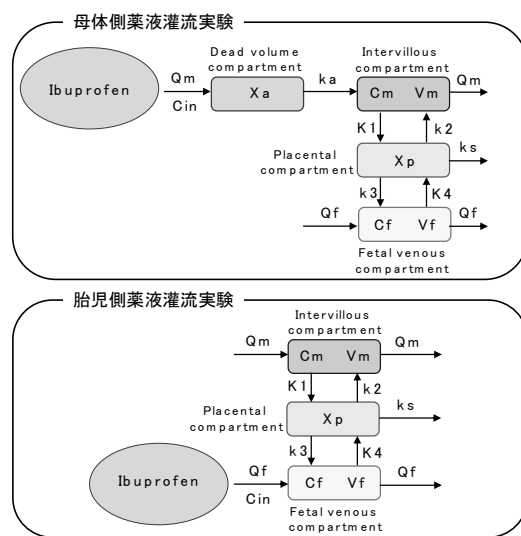 母体側薬液灌流実験
Dead volume
compartment
Intervillous
compartment
Ibuprofen
Qm
Cin
Xa
ka
Cm Vm
Qm
K1
k2
Placental
compartment
Xp
ks
k3
K4
Qf
Cf Vf
Qf
Fetal venous
compartment
胎児側薬液灌流実験
Intervillous
compartment
Qm
Cm Vm
Qm
K1
k2
Placental
compartment
Xp
ks
k3
K4
Ibuprofen
Qf
Cin
Cf Vf
Qf
Fetal venous
compartment